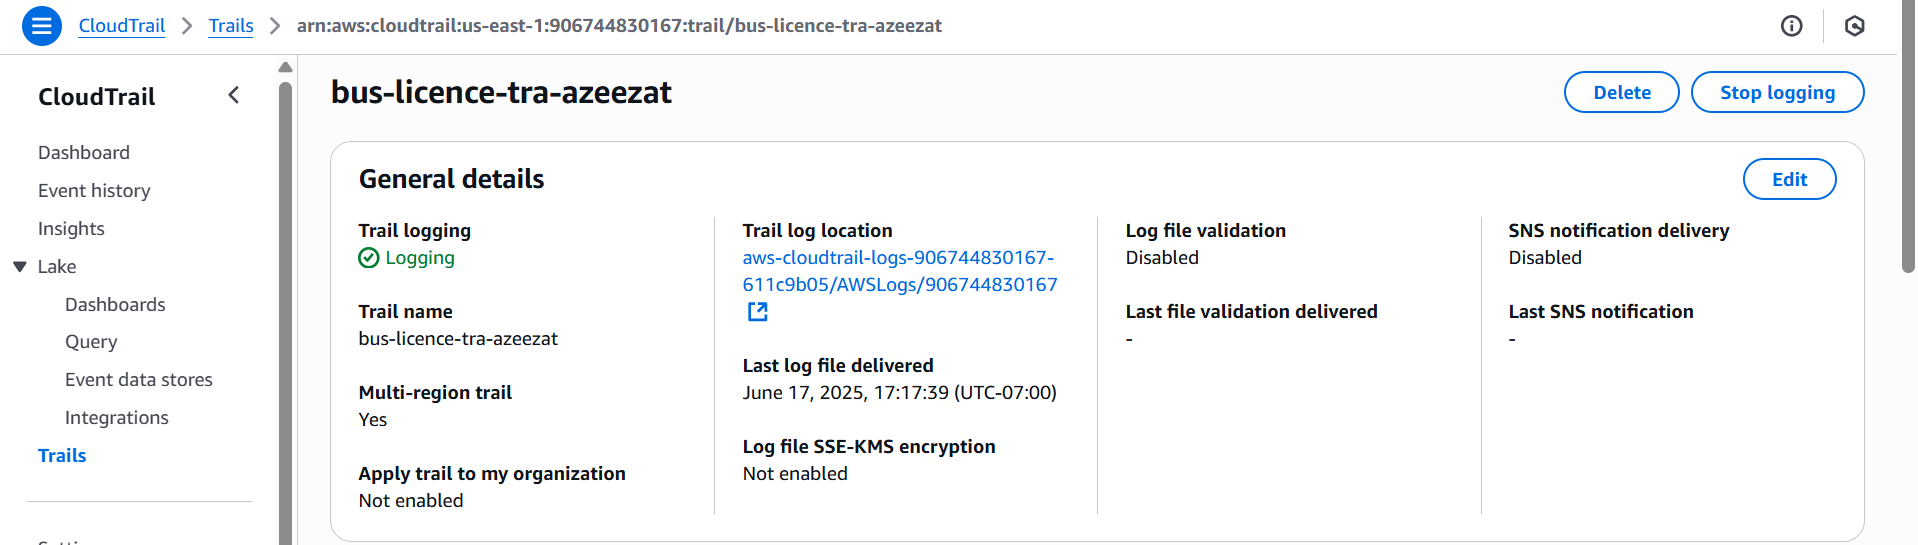 CloudTrail > Trails > arn:aws:cloudtrail:us-east-1:906744830167:trail/bus-licence-tra-azeezat
CloudTrail
Dashboard
Event history
Insights
Lake
Dashboards
Query
Event data stores
Integrations
Trails
bus-licence-tra-azeezat
Delete
Stop logging
General details
Edit
Trail logging
Logging
Trail name
bus-licence-tra-azeezat
Multi-region trail
Yes
Apply trail to my organization
Not enabled
Trail log location
aws-cloudtrail-logs-906744830167-
611c9b05/AWSLogs/906744830167
Last log file delivered
June 17, 2025, 17:17:39 (UTC-07:00)
Log file SSE-KMS encryption
Not enabled
Log file validation
Disabled
Last file validation delivered
-
SNS notification delivery
Disabled
Last SNS notification
-